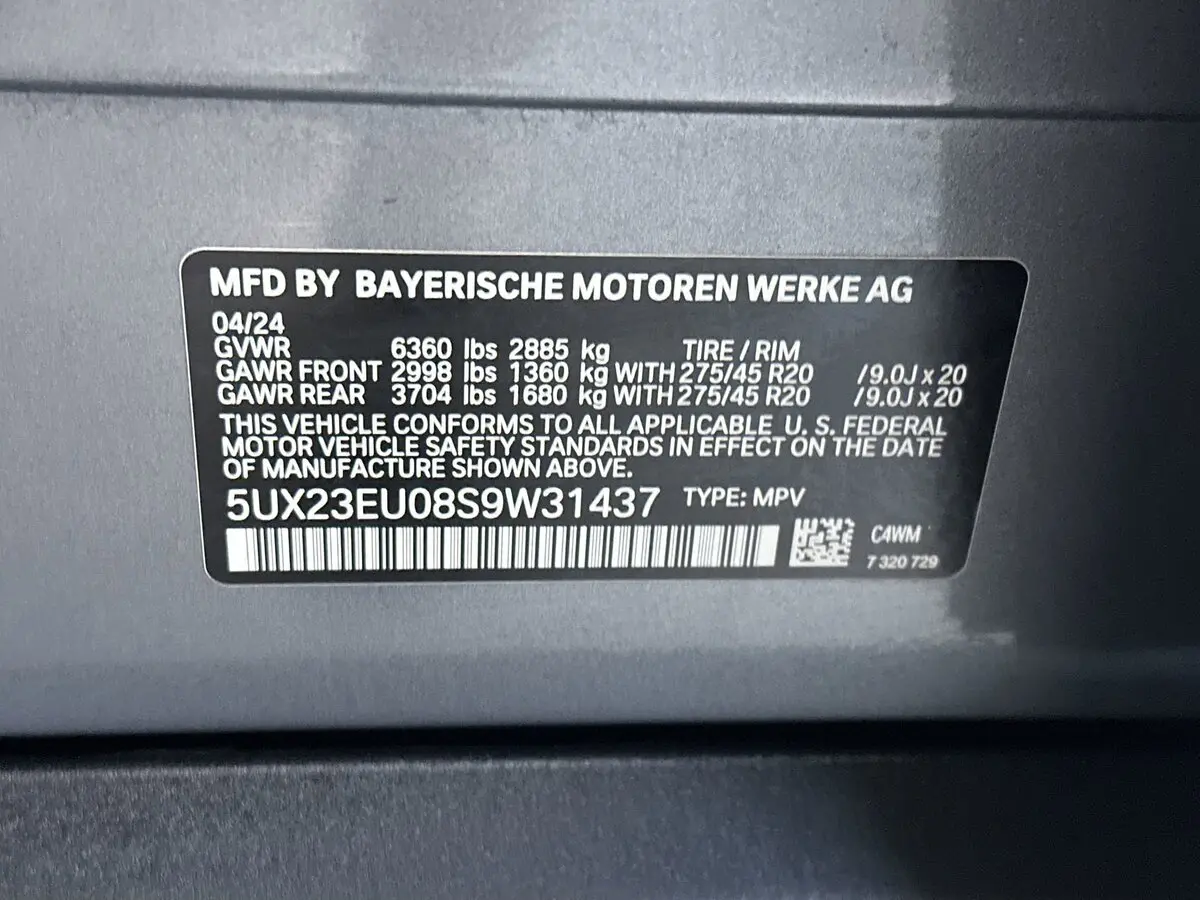 MFD BY BAYERISCHE MOTOREN WERKE AG
04/24
GVWR 6360 lbs 2885 kg TIRE / RIM
GAWR FRONT 2998 lbs 1360 kg WITH 275/45 R20 /9.0J x 20
GAWR REAR 3704 lbs 1680 kg WITH 275/45 R20 /9.0J x 20
THIS VEHICLE CONFORMS TO ALL APPLICABLE U. S. FEDERAL
MOTOR VEHICLE SAFETY STANDARDS IN EFFECT ON THE DATE
OF MANUFACTURE SHOWN ABOVE.
5UX23EU08S9W31437 TYPE: MPV
C4WM
7 320 729